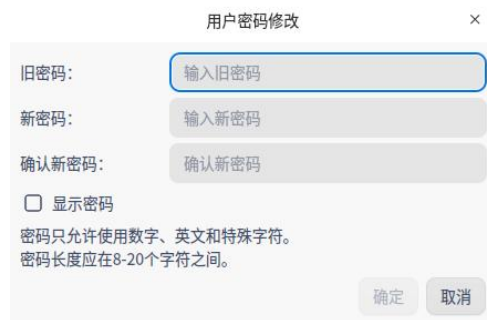 用户密码修改
旧密码：
输入旧密码
新密码：
输入新密码
确认新密码：
确认新密码
显示密码
密码只允许使用数字、英文和特殊字符。
密码长度应在8-20个字符之间。
确定
取消